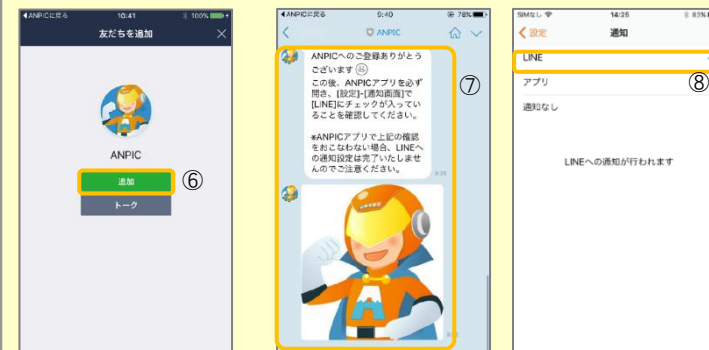 ANPICに戻る 10:41 100%
友だちを追加
ANPIC
追加
⑥
トーク
ANPICに戻る 9:40 78%
ANPIC
ANPICへのご登録ありがとう
ございます
この後、ANPICアプリを必ず
開き、[設定]-[通知画面]で
[LINE]にチェックが入ってい
ることを確認してください。
※ANPICアプリで上記の確認
をおこなわない場合、LINEへ
の通知設定は完了いたしませ
んのでご注意ください。
9:39
⑦
SIMなし 14:26 83%
設定 通知
LINE
⑧
アプリ
通知なし
LINEへの通知が行われます